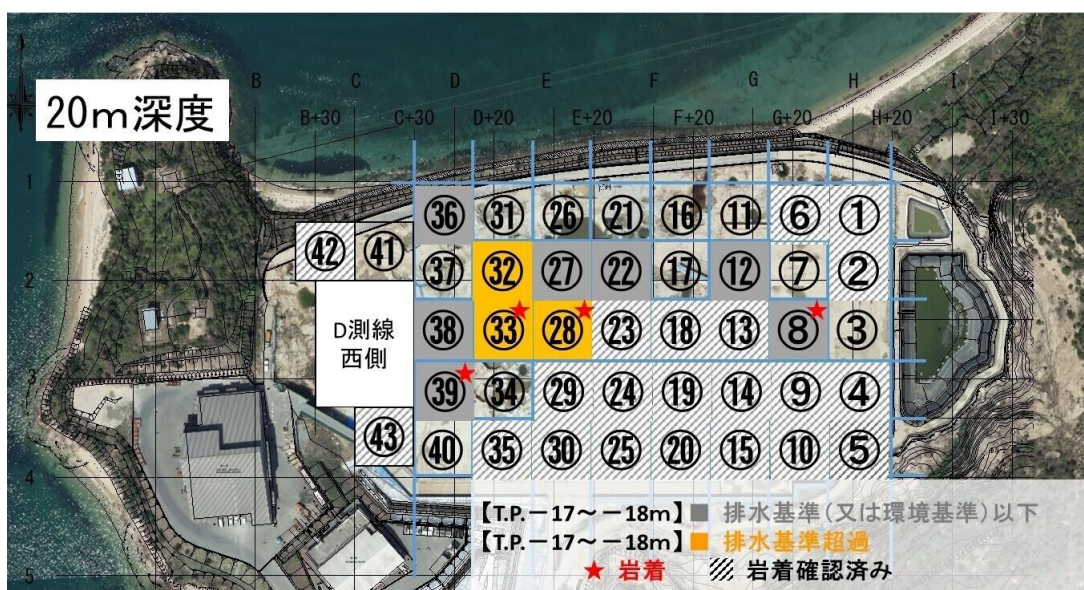 20m深度
B C D E F G H I
B+30 C+30 D+20 E+20 F+20 G+20 H+20 I+30
1
㊱ ㉛ ㉖ ㉑ ⑯ ⑪ ⑥ ①
㊷ ㊶ ㊲ ㉜ ㉗ ㉒ ⑰ ⑫ ⑦ ②
2
D測線
西側
㊳ ㉝ ㉘ ㉓ ⑱ ⑬ ⑧ ③
3
㊴ ㉞ ㉙ ㉔ ⑲ ⑭ ⑨ ④
㊸ ㊵ ㉟ ㉚ ㉕ ⑳ ⑮ ⑩ ⑤
4
【T.P.-17~-18m】 排水基準(又は環境基準)以下
【T.P.-17~-18m】 排水基準超過
★ 岩着 岩着確認済み
5